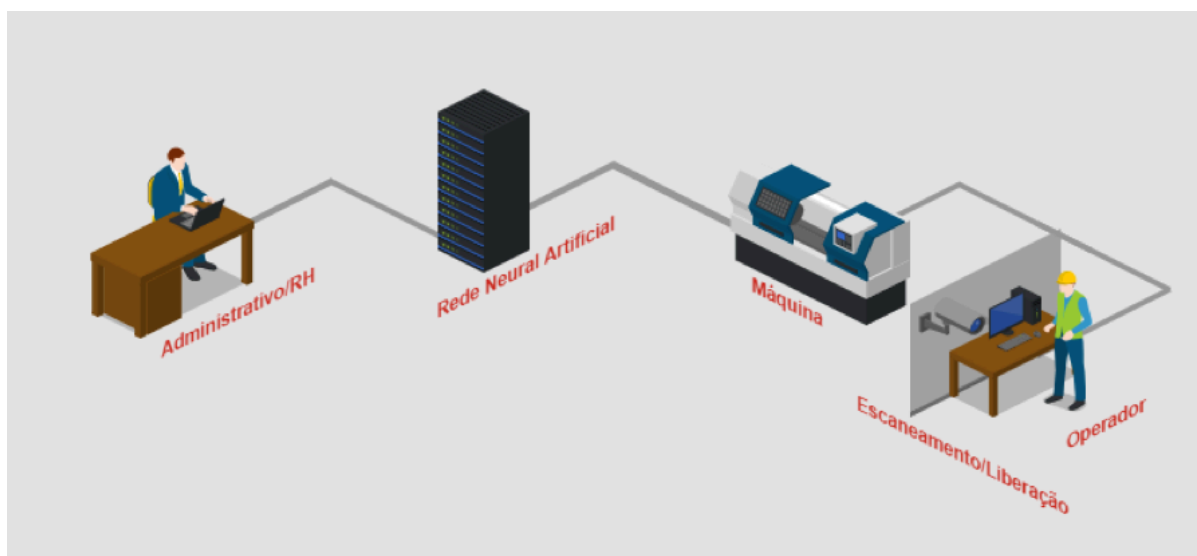 Administrativo/RH
Rede Neural Artificial
Máquina
Escaneamento/Liberação
Operador